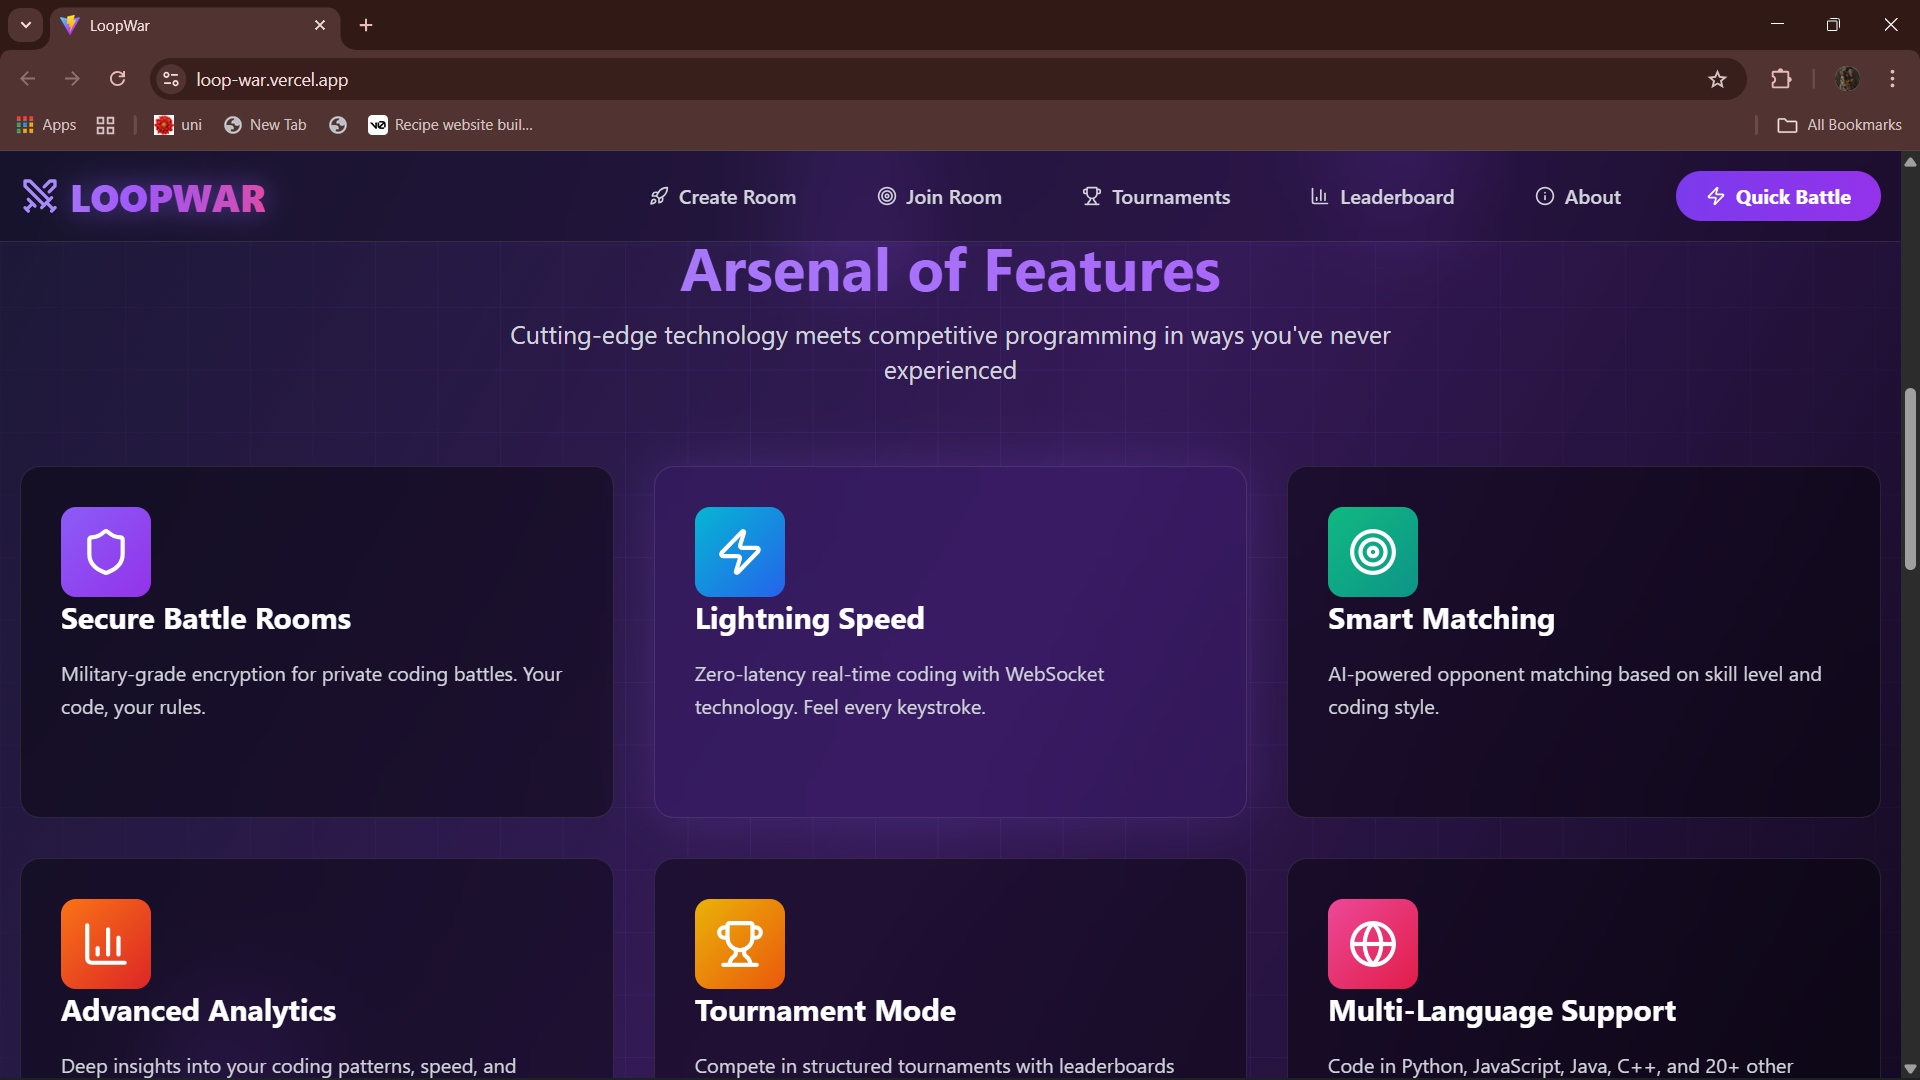 LoopWar
loop-war.vercel.app
Apps
uni
New Tab
v0
Recipe website buil...
All Bookmarks
LOOPWAR
Create Room
Join Room
Tournaments
Leaderboard
About
Quick Battle
Arsenal of Features
Cutting-edge technology meets competitive programming in ways you've never
experienced
Secure Battle Rooms
Military-grade encryption for private coding battles. Your
code, your rules.
Lightning Speed
Zero-latency real-time coding with WebSocket
technology. Feel every keystroke.
Smart Matching
AI-powered opponent matching based on skill level and
coding style.
Advanced Analytics
Deep insights into your coding patterns, speed, and
Tournament Mode
Compete in structured tournaments with leaderboards
Multi-Language Support
Code in Python, JavaScript, Java, C++, and 20+ other